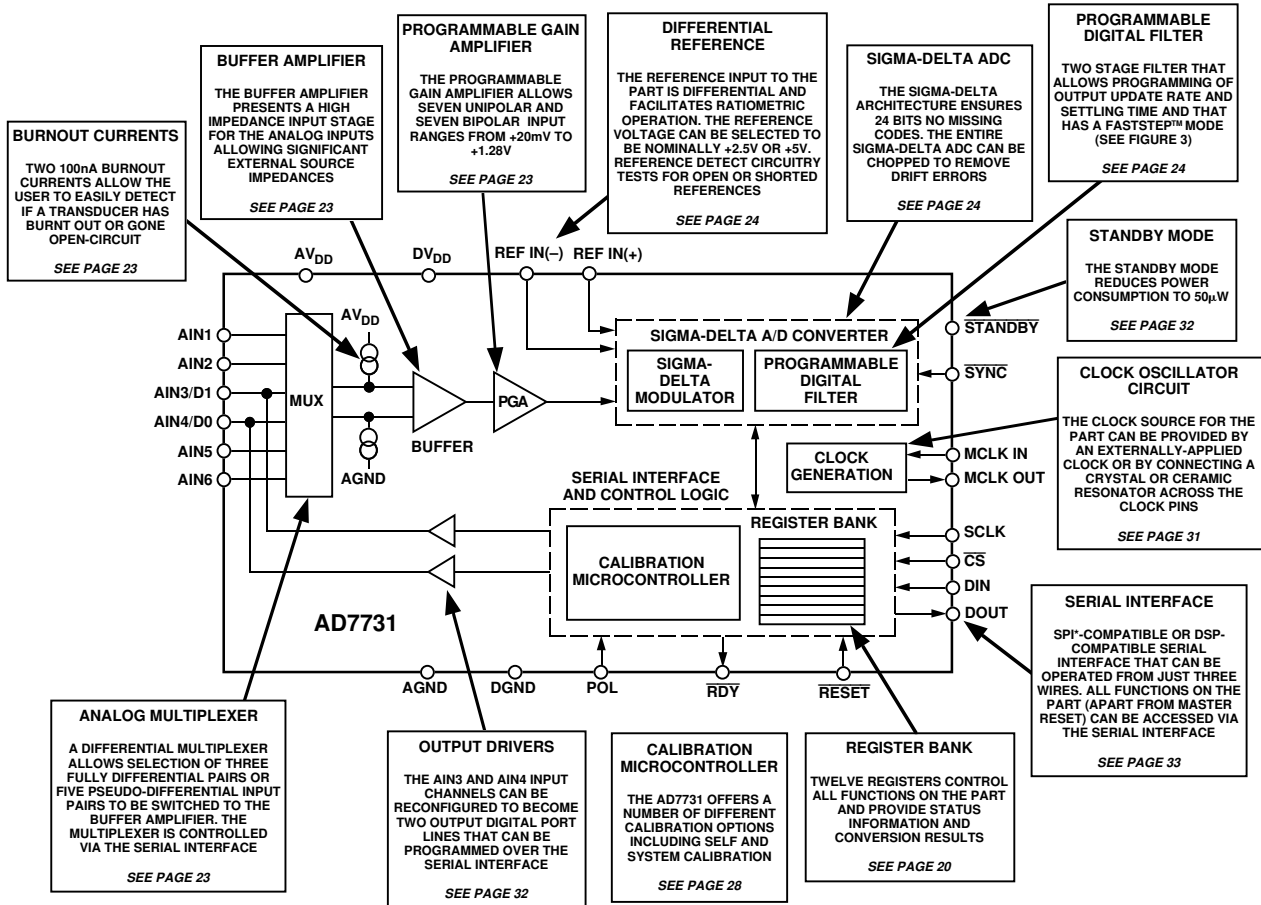 BURNOUT CURRENTS
TWO 100nA BURNOUT
CURRENTS ALLOW THE
USER TO EASILY DETECT
IF A TRANSDUCER HAS
BURNT OUT OR GONE
OPEN-CIRCUIT
SEE PAGE 23
BUFFER AMPLIFIER
THE BUFFER AMPLIFIER
PRESENTS A HIGH
IMPEDANCE INPUT STAGE
FOR THE ANALOG INPUTS
ALLOWING SIGNIFICANT
EXTERNAL SOURCE
IMPEDANCES
SEE PAGE 23
PROGRAMMABLE GAIN
AMPLIFIER
THE PROGRAMMABLE
GAIN AMPLIFIER ALLOWS
SEVEN UNIPOLAR AND
SEVEN BIPOLAR INPUT
RANGES FROM +20mV TO
+1.28V
SEE PAGE 23
DIFFERENTIAL
REFERENCE
THE REFERENCE INPUT TO THE
PART IS DIFFERENTIAL AND
FACILITATES RATIOMETRIC
OPERATION. THE REFERENCE
VOLTAGE CAN BE SELECTED TO
BE NOMINALLY +2.5V OR +5V.
REFERENCE DETECT CIRCUITRY
TESTS FOR OPEN OR SHORTED
REFERENCES
SEE PAGE 24
SIGMA-DELTA ADC
THE SIGMA-DELTA
ARCHITECTURE ENSURES
24 BITS NO MISSING
CODES. THE ENTIRE
SIGMA-DELTA ADC CAN BE
CHOPPED TO REMOVE
DRIFT ERRORS
SEE PAGE 24
PROGRAMMABLE
DIGITAL FILTER
TWO STAGE FILTER THAT
ALLOWS PROGRAMMING OF
OUTPUT UPDATE RATE AND
SETTLING TIME AND THAT
HAS A FASTSTEP™ MODE
(SEE FIGURE 3)
SEE PAGE 24
STANDBY MODE
THE STANDBY MODE
REDUCES POWER
CONSUMPTION TO 50µW
SEE PAGE 32
CLOCK OSCILLATOR
CIRCUIT
THE CLOCK SOURCE FOR THE
PART CAN BE PROVIDED BY
AN EXTERNALLY-APPLIED
CLOCK OR BY CONNECTING A
CRYSTAL OR CERAMIC
RESONATOR ACROSS THE
CLOCK PINS
SEE PAGE 31
SERIAL INTERFACE
SPI*-COMPATIBLE OR DSP-
COMPATIBLE SERIAL
INTERFACE THAT CAN BE
OPERATED FROM JUST THREE
WIRES. ALL FUNCTIONS ON THE
PART (APART FROM MASTER
RESET) CAN BE ACCESSED VIA
THE SERIAL INTERFACE
SEE PAGE 33
AVDD
DVDD
REF IN(–)
REF IN(+)
AIN1
AIN2
AIN3/D1
AIN4/D0
AIN5
AIN6
MUX
AVDD
AGND
BUFFER
PGA
SIGMA-DELTA A/D CONVERTER
SIGMA-
DELTA
MODULATOR
PROGRAMMABLE
DIGITAL
FILTER
STANDBY
SYNC
CLOCK
GENERATION
MCLK IN
MCLK OUT
SERIAL INTERFACE
AND CONTROL LOGIC
REGISTER BANK
CALIBRATION
MICROCONTROLLER
SCLK
CS
DIN
DOUT
AD7731
AGND
DGND
POL
RDY
RESET
ANALOG MULTIPLEXER
A DIFFERENTIAL MULTIPLEXER
ALLOWS SELECTION OF THREE
FULLY DIFFERENTIAL PAIRS OR
FIVE PSEUDO-DIFFERENTIAL INPUT
PAIRS TO BE SWITCHED TO THE
BUFFER AMPLIFIER. THE
MULTIPLEXER IS CONTROLLED
VIA THE SERIAL INTERFACE
SEE PAGE 23
OUTPUT DRIVERS
THE AIN3 AND AIN4 INPUT
CHANNELS CAN BE
RECONFIGURED TO BECOME
TWO OUTPUT DIGITAL PORT
LINES THAT CAN BE
PROGRAMMED OVER THE
SERIAL INTERFACE
SEE PAGE 32
CALIBRATION
MICROCONTROLLER
THE AD7731 OFFERS A
NUMBER OF DIFFERENT
CALIBRATION OPTIONS
INCLUDING SELF AND
SYSTEM CALIBRATION
SEE PAGE 28
REGISTER BANK
TWELVE REGISTERS CONTROL
ALL FUNCTIONS ON THE PART
AND PROVIDE STATUS
INFORMATION AND
CONVERSION RESULTS
SEE PAGE 20